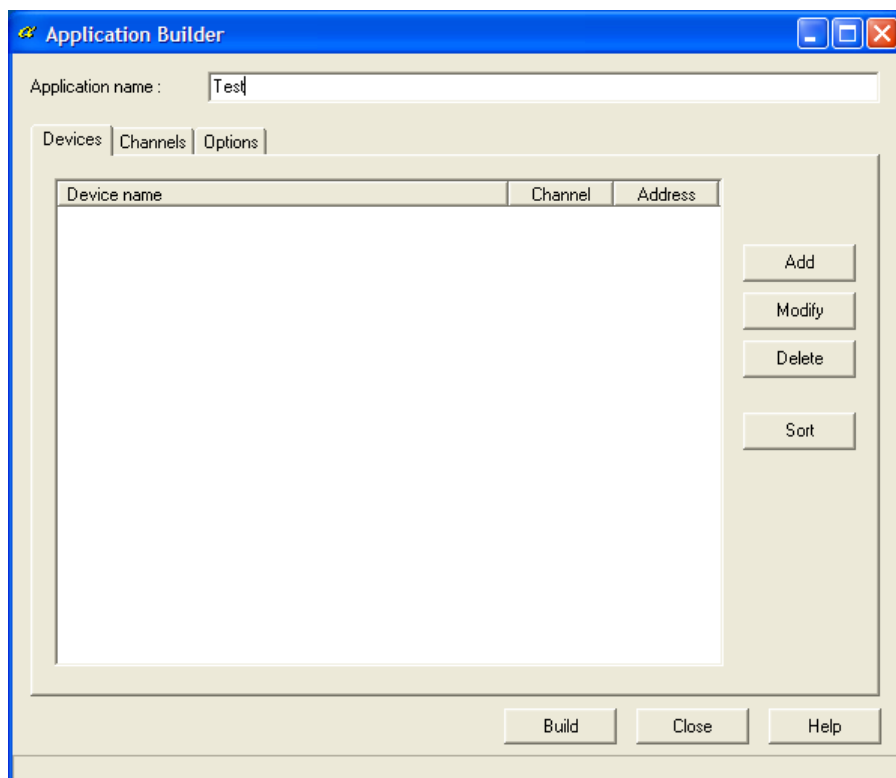 Application Builder
Application name : Test
Devices Channels Options
Device name Channel Address
Add
Modify
Delete
Sort
Build Close Help